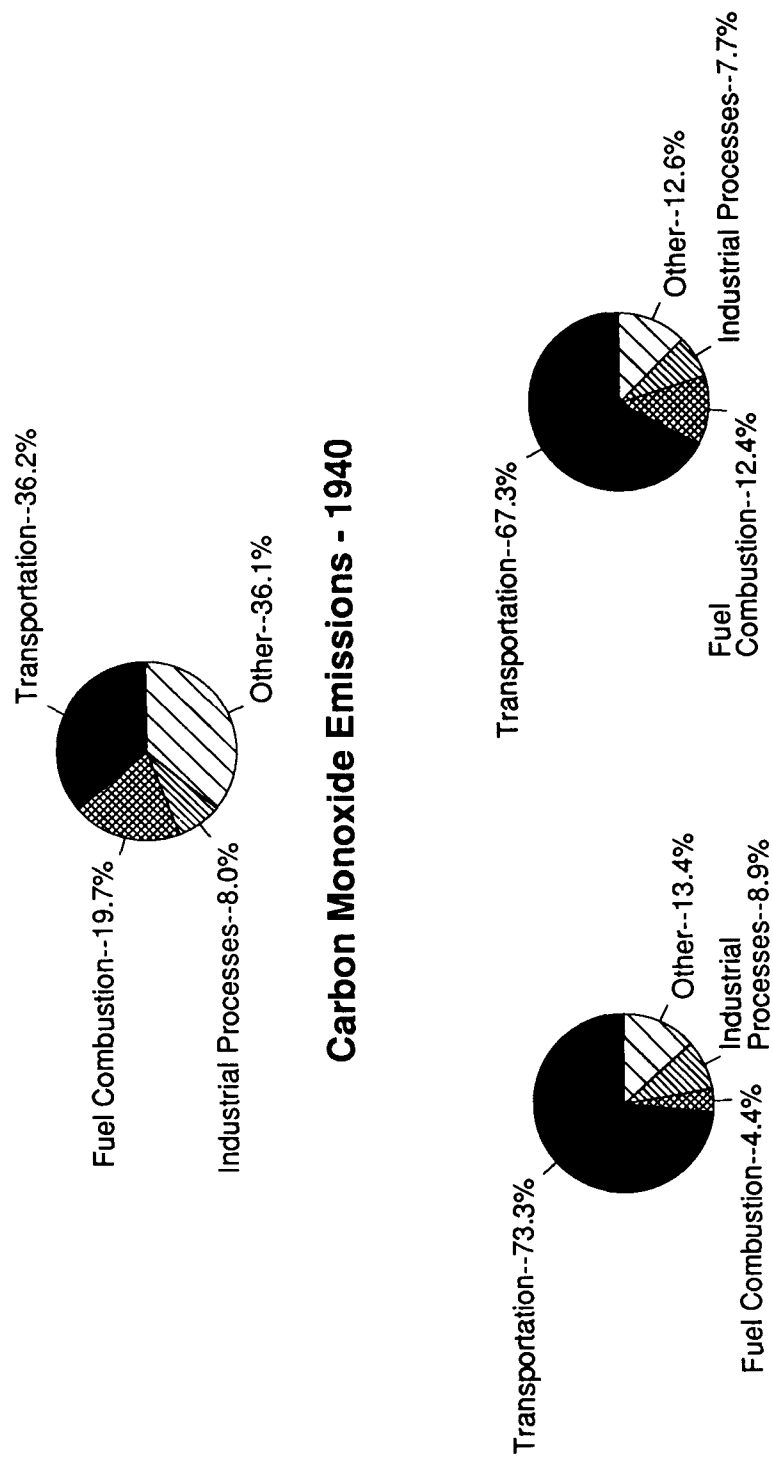 Transportation--36.2%
Fuel Combustion--19.7%
Other--36.1%
Industrial Processes--8.0%
Carbon Monoxide Emissions - 1940
Transportation--73.3%
Other--13.4%
Industrial
Processes--8.9%
Fuel Combustion--4.4%
Transportation--67.3%
Other--12.6%
Industrial Processes--7.7%
Fuel
Combustion--12.4%